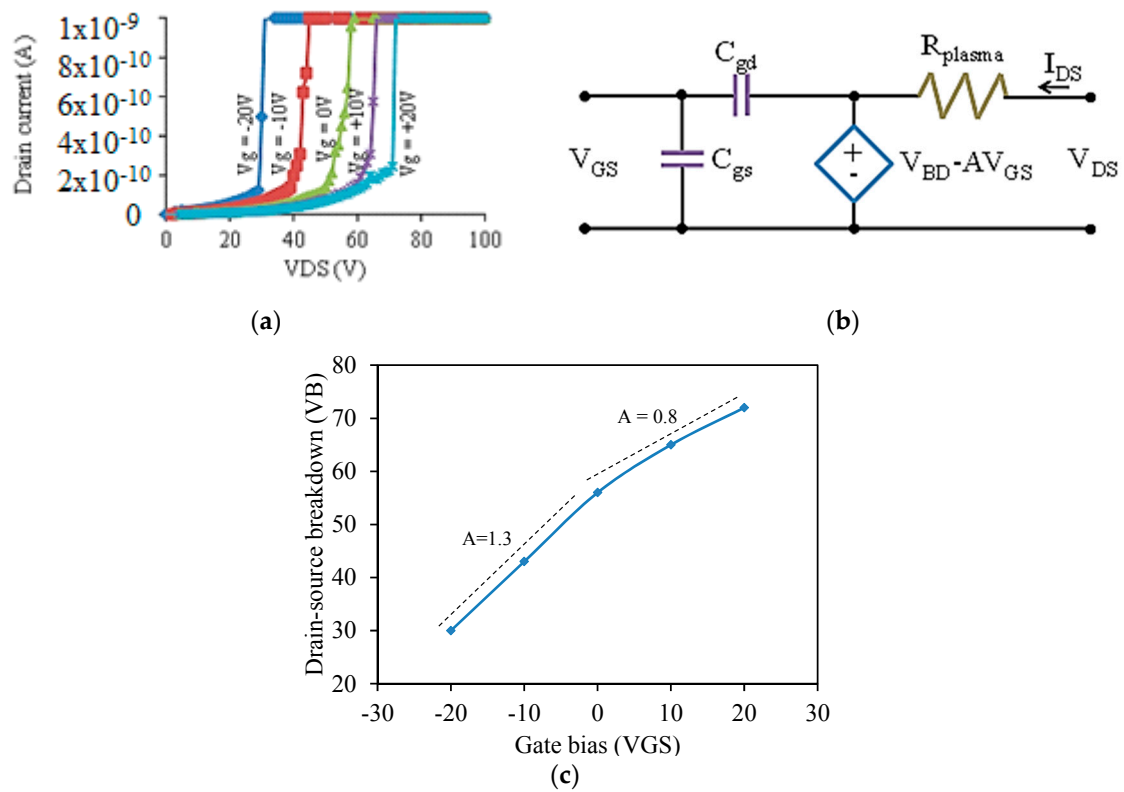 Drain current (A)
1x10-9
8x10-10
6x10-10
4x10-10
2x10-10
0
Vg = -20V
Vg = -10V
Vg = 0V
Vg = +10V
Vg = +20V
0 20 40 60 80 100
VDS (V)
(a)
Cgd
Rplasma
IDS
VGS
Cgs
+
-
VBD-AVGS
VDS
(b)
Drain-source breakdown (VB)
80
70
60
50
40
30
20
A = 0.8
A=1.3
-30 -20 -10 0 10 20 30
Gate bias (VGS)
(c)